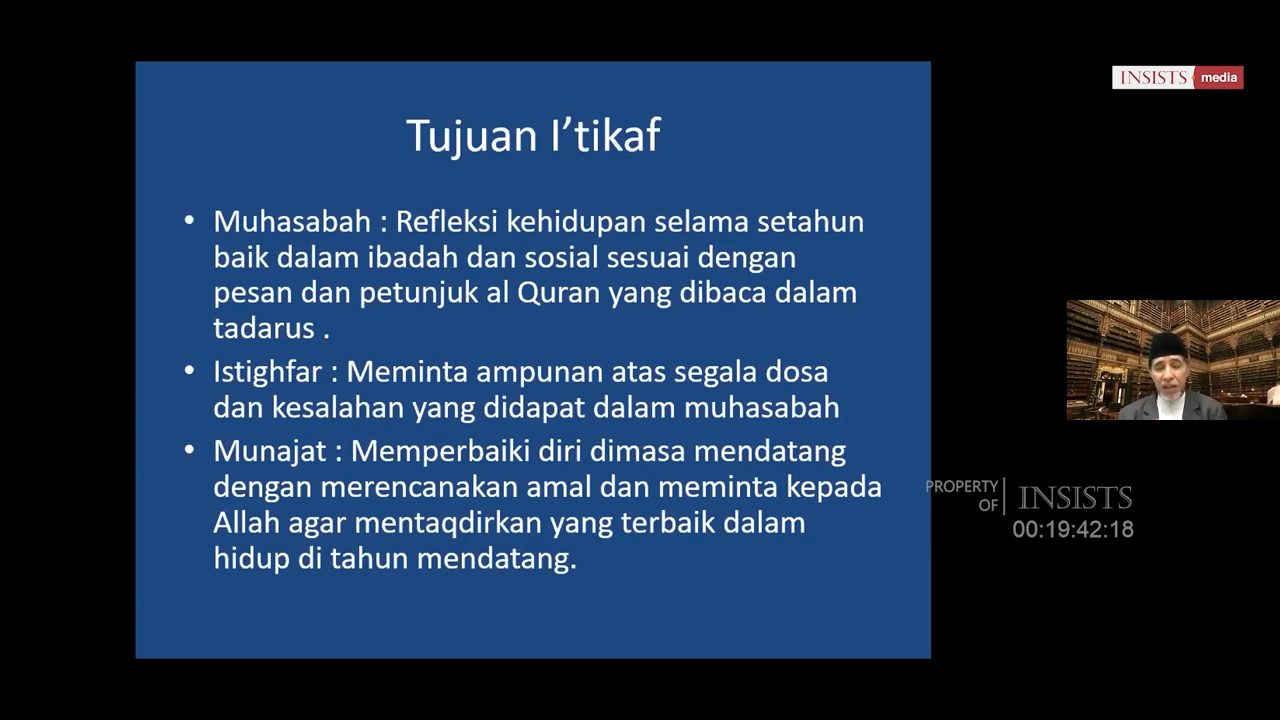 INSISTS media
Tujuan I’tikaf
• Muhasabah : Refleksi kehidupan selama setahun
baik dalam ibadah dan sosial sesuai dengan
pesan dan petunjuk al Quran yang dibaca dalam
tadarus .
• Istighfar : Meminta ampunan atas segala dosa
dan kesalahan yang didapat dalam muhasabah
• Munajat : Memperbaiki diri dimasa mendatang
dengan merencanakan amal dan meminta kepada
Allah agar mentaqdirkan yang terbaik dalam
hidup di tahun mendatang.
PROPERTY
OF
INSISTS
00:19:42:18